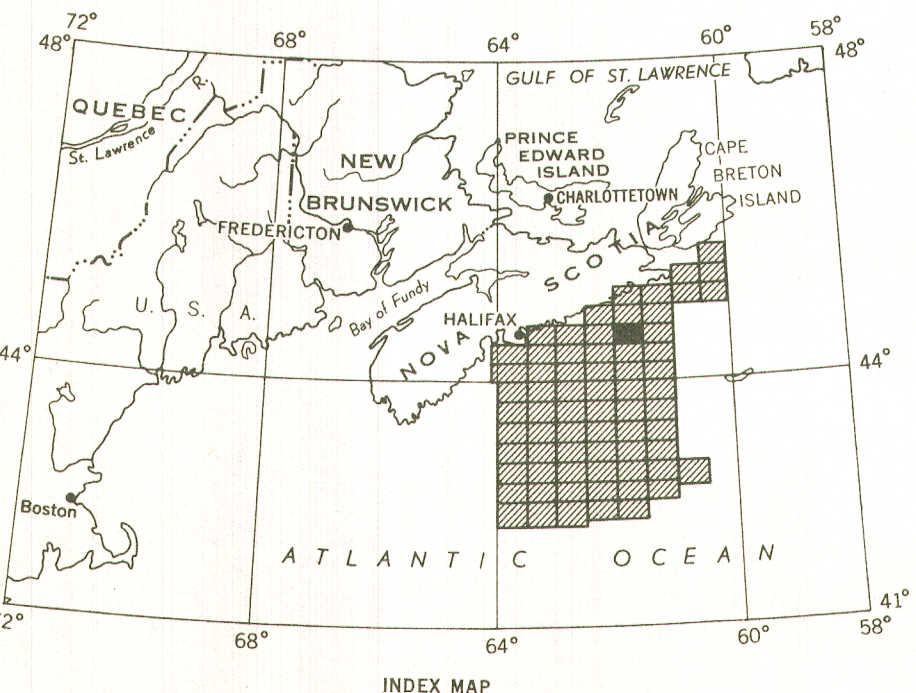 72°
48°
68°
64°
60°
58°
48°
GULF OF ST. LAWRENCE
QUEBEC
R.
St. Lawrence
NEW
BRUNSWICK
PRINCE
EDWARD
ISLAND
CHARLOTTETOWN
CAPE
BRETON
ISLAND
FREDERICTON
U. S. A.
Bay of Fundy
NOVA SCOTIA
HALIFAX
44°
44°
Boston
ATLANTIC OCEAN
2°
68°
64°
60°
41°
58°
INDEX MAP